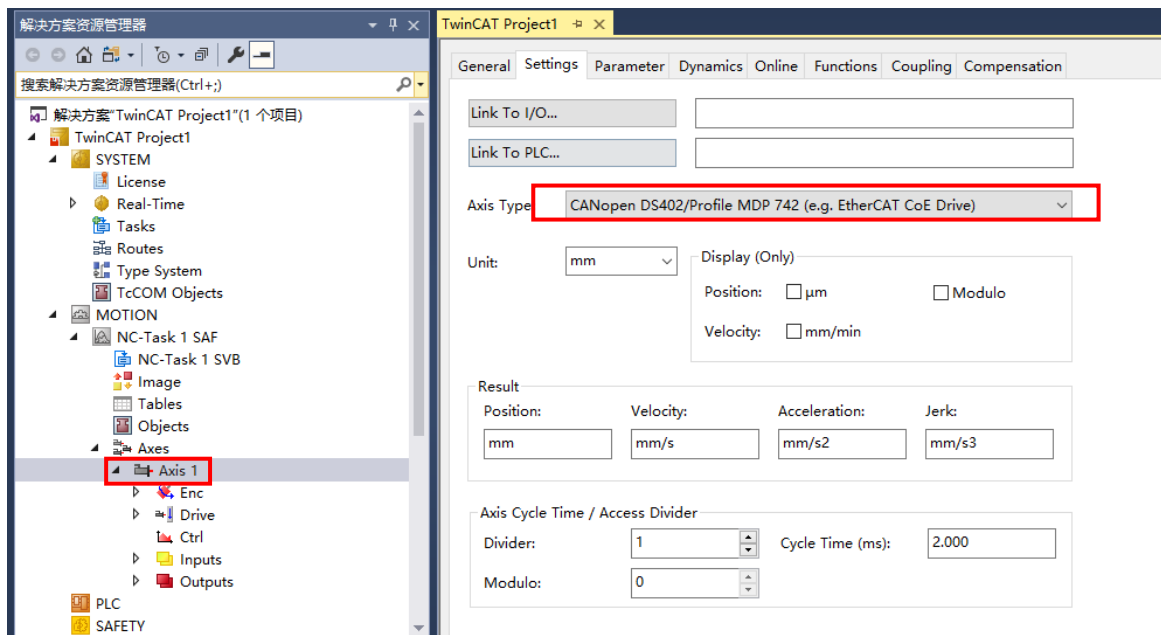 解决方案资源管理器
搜索解决方案资源管理器(Ctrl+;)
解决方案"TwinCAT Project1"(1 个项目)
TwinCAT Project1
SYSTEM
License
Real-Time
Tasks
Routes
Type System
TcCOM Objects
MOTION
NC-Task 1 SAF
NC-Task 1 SVB
Image
Tables
Objects
Axes
Axis 1
Enc
Drive
Ctrl
Inputs
Outputs
PLC
SAFETY
TwinCAT Project1
General Settings Parameter Dynamics Online Functions Coupling Compensation
Link To I/O...
Link To PLC...
Axis Type CANopen DS402/Profile MDP 742 (e.g. EtherCAT CoE Drive)
Unit: mm
Display (Only)
Position: μm Modulo
Velocity: mm/min
Result
Position: Velocity: Acceleration: Jerk:
mm mm/s mm/s2 mm/s3
Axis Cycle Time / Access Divider
Divider: 1 Cycle Time (ms): 2.000
Modulo: 0